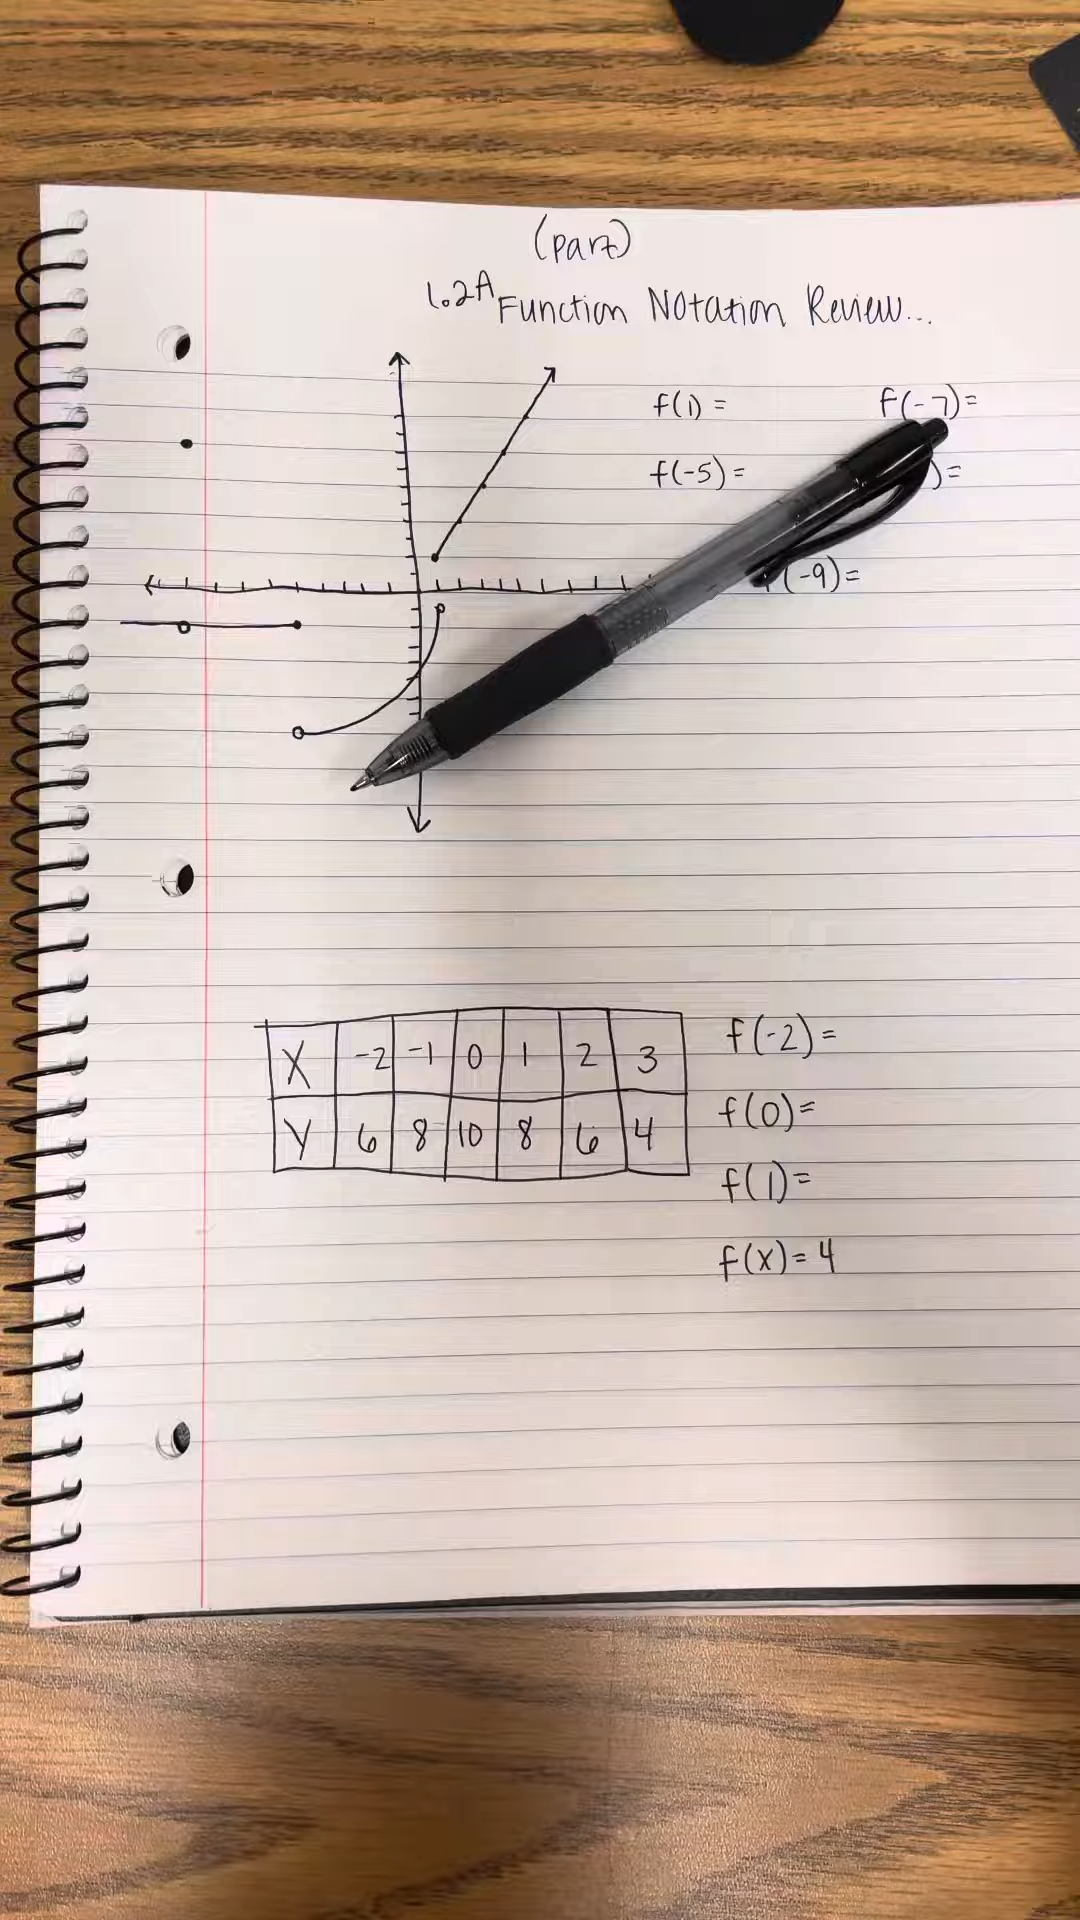 (part)
1.2A Function Notation Review...
f(1) = f(-7)=
f(-5) = )=
(-9)=
X -2 -1 0 1 2 3
Y 6 8 10 8 6 4
f(-2)=
f(0)=
f(1)=
f(x)= 4